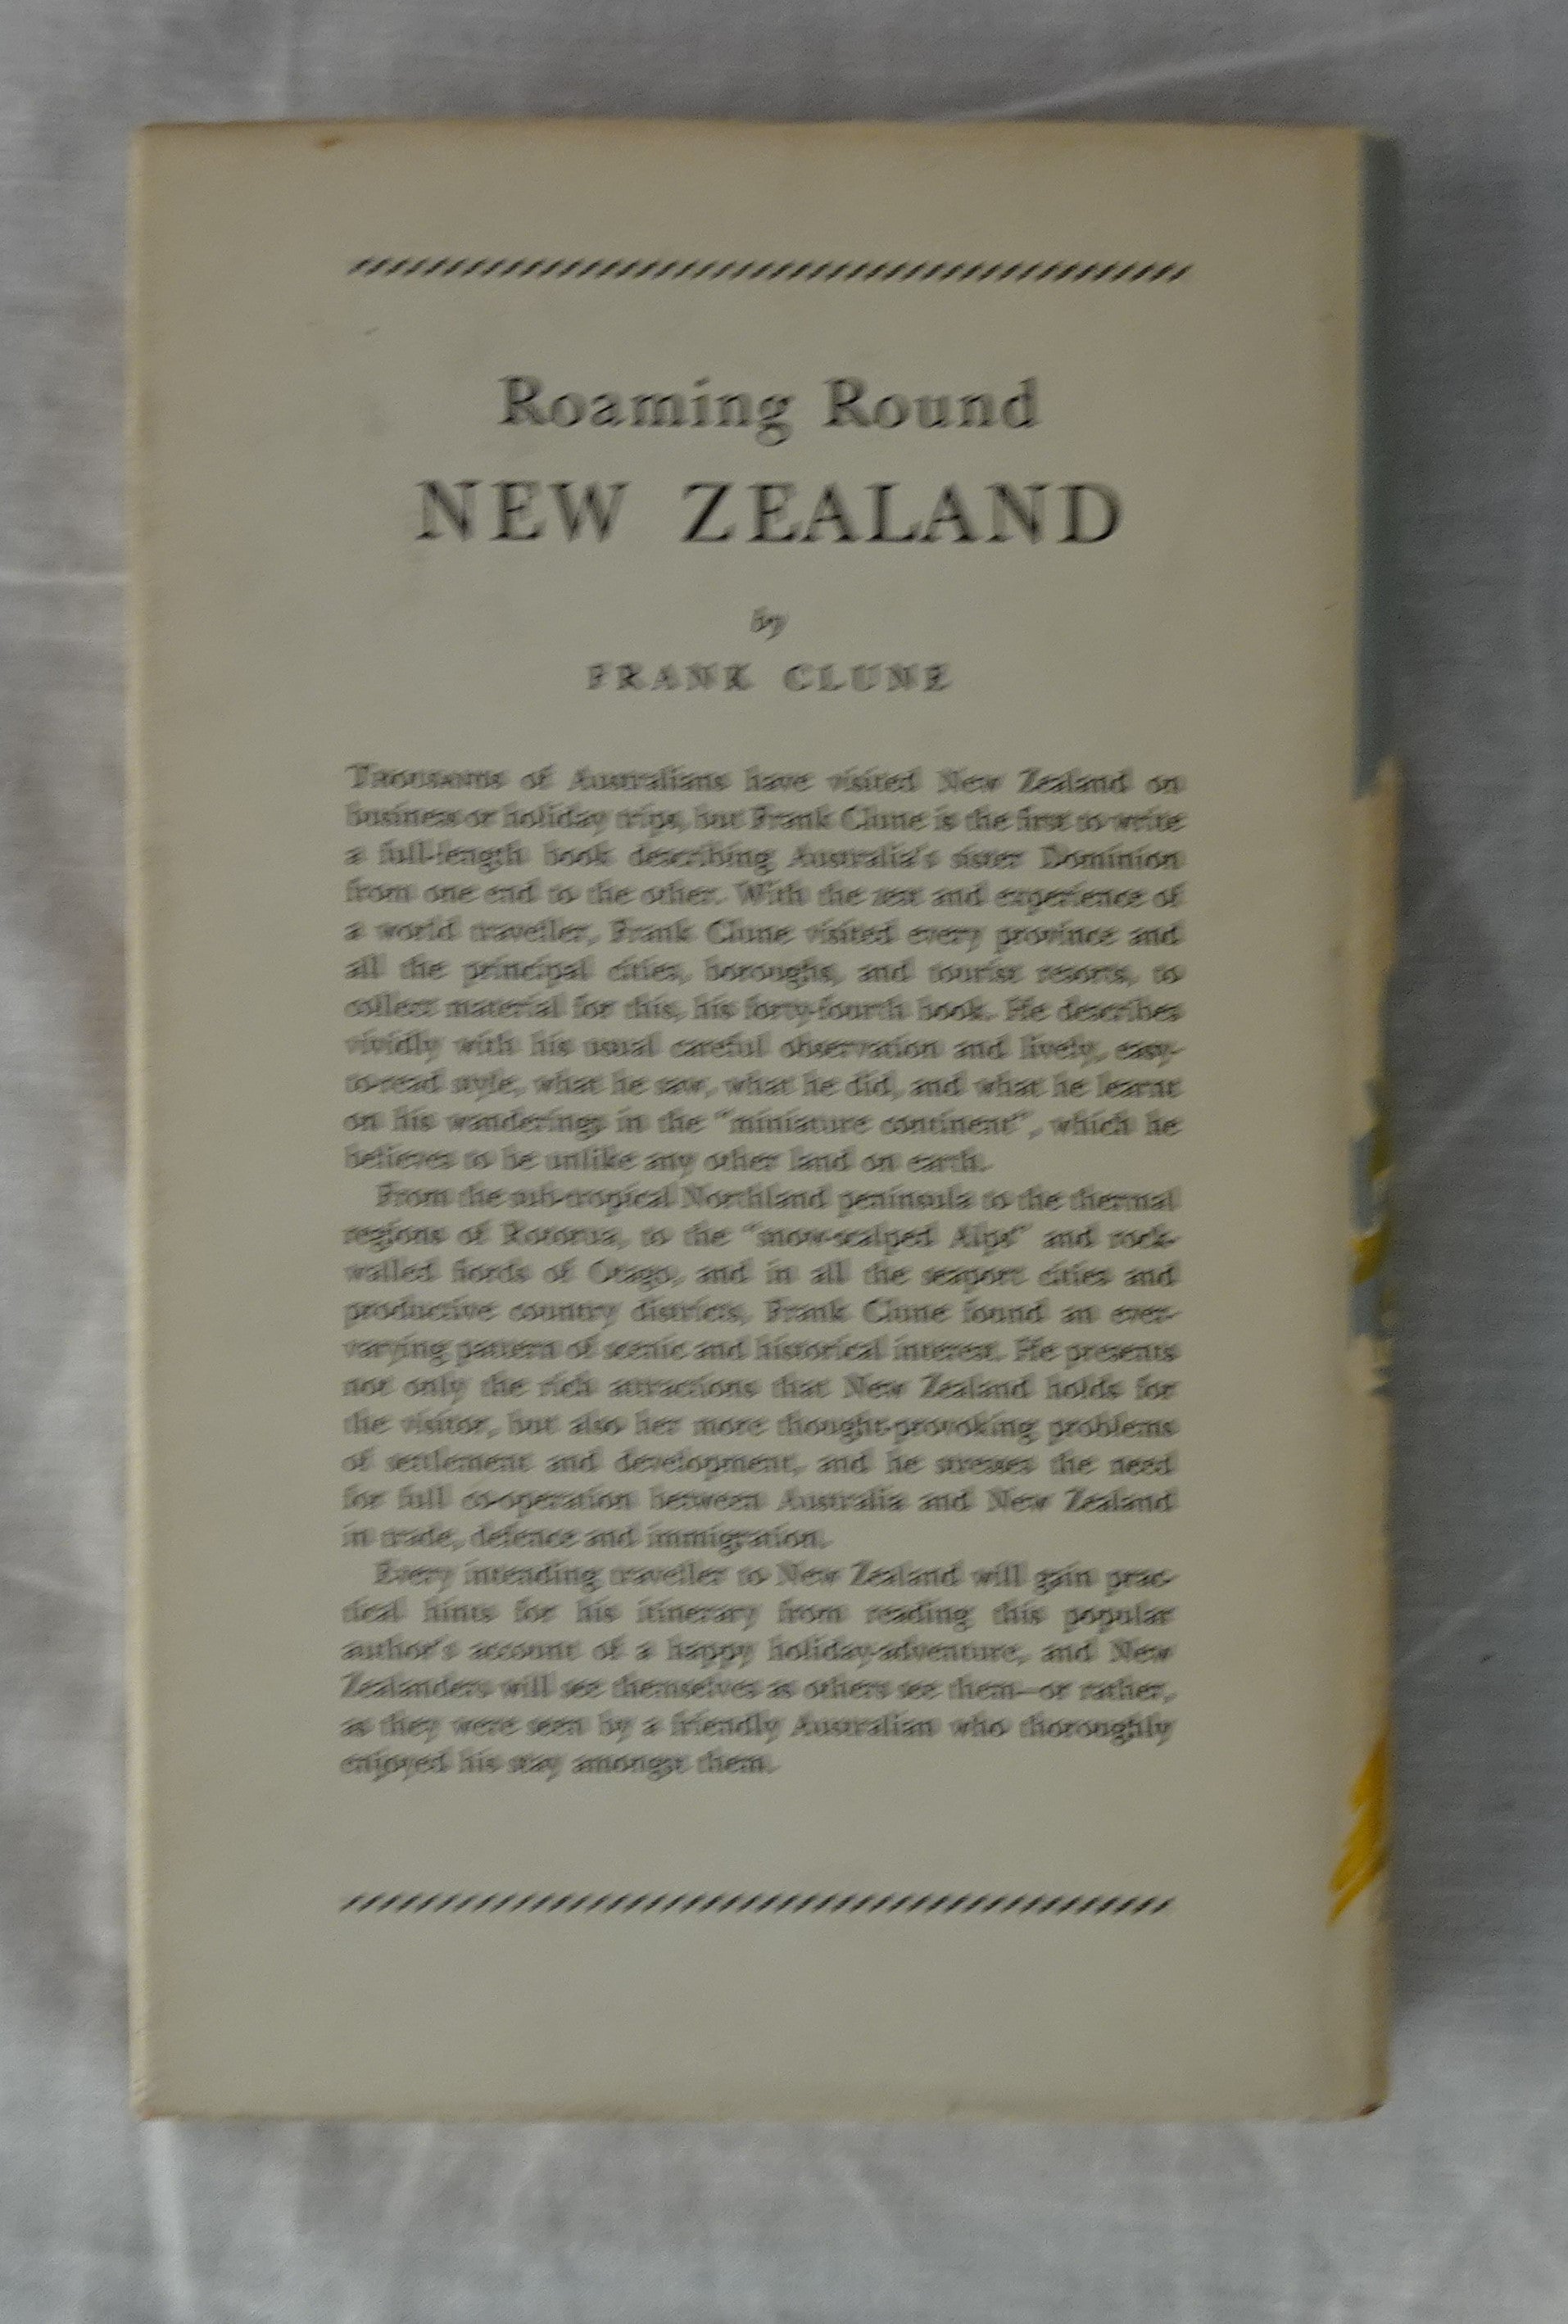 Roaming Round
NEW ZEALAND
by
FRANK CLUNE
THOUSANDS of Australians have visited New Zealand on
business or holiday trips, but Frank Clune is the first to write
a full-length book describing Australia's sister Dominion
from one end to the other. With the zest and experience of
a world traveller, Frank Clune visited every province and
all the principal cities, boroughs, and tourist resorts, to
collect material for this, his forty-fourth book. He describes
vividly with his usual careful observation and lively, easy-
to-read style, what he saw, what he did, and what he learnt
on his wanderings in the "miniature continent", which he
believes to be unlike any other land on earth.
From the sub-tropical Northland peninsula to the thermal
regions of Rotorua, to the "snow-scalped Alps" and rock-
walled fiords of Otago, and in all the seaport cities and
productive country districts, Frank Clune found an ever-
varying pattern of scenic and historical interest. He presents
not only the rich attractions that New Zealand holds for
the visitor, but also her more thought-provoking problems
of settlement and development, and he stresses the need
for full co-operation between Australia and New Zealand
in trade, defence and immigration.
Every intending traveller to New Zealand will gain prac-
tical hints for his itinerary from reading this popular
author's account of a happy holiday-adventure, and New
Zealanders will see themselves as others see them—or rather,
as they were seen by a friendly Australian who thoroughly
enjoyed his stay amongst them.